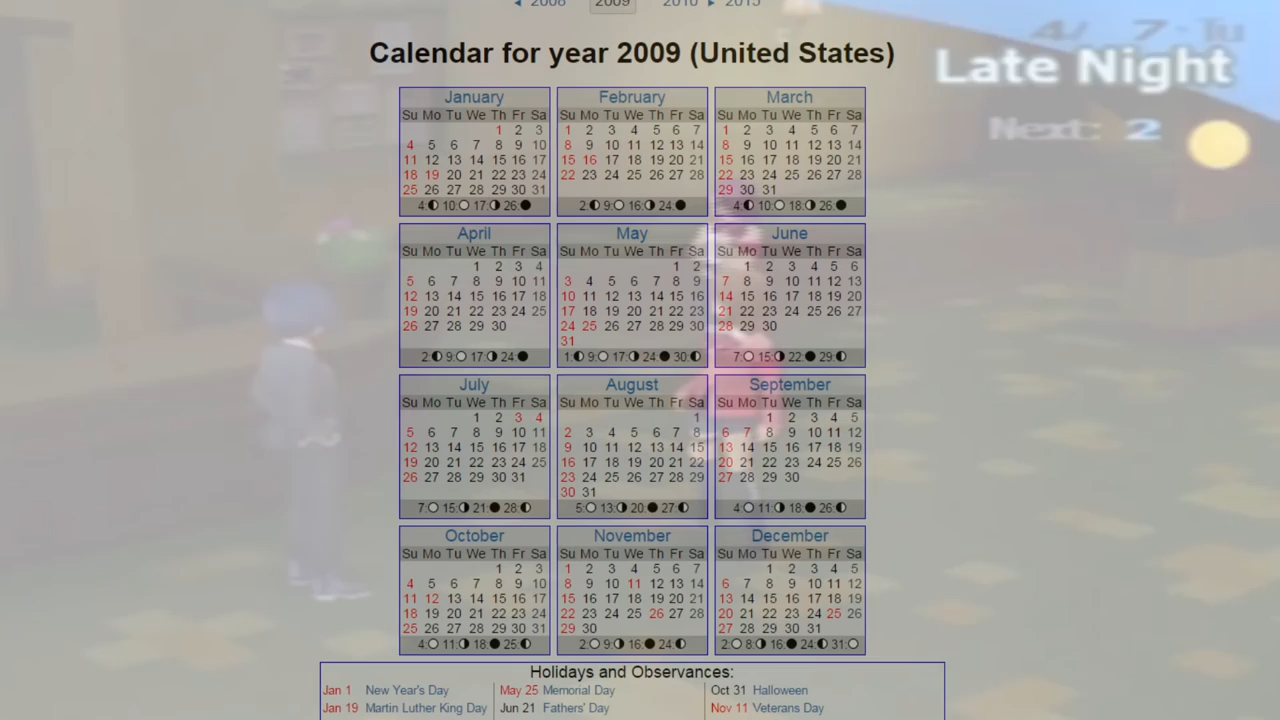 ◄ 2008 2009 2010 ► 2015
Calendar for year 2009 (United States)
4/ 7 · Tu
Late Night
Next: 2
January February March
Su Mo Tu We Th Fr Sa Su Mo Tu We Th Fr Sa Su Mo Tu We Th Fr Sa
1 2 3 1 2 3 4 5 6 7 1 2 3 4 5 6 7
4 5 6 7 8 9 10 8 9 10 11 12 13 14 8 9 10 11 12 13 14
11 12 13 14 15 16 17 15 16 17 18 19 20 21 15 16 17 18 19 20 21
18 19 20 21 22 23 24 22 23 24 25 26 27 28 22 23 24 25 26 27 28
25 26 27 28 29 30 31 29 30 31
4:◐ 10:○ 17:◑ 26:● 2:◐ 9:○ 16:◑ 24:● 4:◐ 10:○ 18:◑ 26:●
April May June
Su Mo Tu We Th Fr Sa Su Mo Tu We Th Fr Sa Su Mo Tu We Th Fr Sa
1 2 3 4 1 2 1 2 3 4 5 6
5 6 7 8 9 10 11 3 4 5 6 7 8 9 7 8 9 10 11 12 13
12 13 14 15 16 17 18 10 11 12 13 14 15 16 14 15 16 17 18 19 20
19 20 21 22 23 24 25 17 18 19 20 21 22 23 21 22 23 24 25 26 27
26 27 28 29 30 24 25 26 27 28 29 30 28 29 30
31
2:◐ 9:○ 17:◑ 24:● 1:◐ 9:○ 17:◑ 24:● 30:◐ 7:○ 15:◑ 22:● 29:◐
July August September
Su Mo Tu We Th Fr Sa Su Mo Tu We Th Fr Sa Su Mo Tu We Th Fr Sa
1 2 3 4 1 1 2 3 4 5
5 6 7 8 9 10 11 2 3 4 5 6 7 8 6 7 8 9 10 11 12
12 13 14 15 16 17 18 9 10 11 12 13 14 15 13 14 15 16 17 18 19
19 20 21 22 23 24 25 16 17 18 19 20 21 22 20 21 22 23 24 25 26
26 27 28 29 30 31 23 24 25 26 27 28 29 27 28 29 30
30 31
7:○ 15:◑ 21:● 28:◐ 5:○ 13:◑ 20:● 27:◐ 4:○ 11:◑ 18:● 26:◐
October November December
Su Mo Tu We Th Fr Sa Su Mo Tu We Th Fr Sa Su Mo Tu We Th Fr Sa
1 2 3 1 2 3 4 5 6 7 1 2 3 4 5
4 5 6 7 8 9 10 8 9 10 11 12 13 14 6 7 8 9 10 11 12
11 12 13 14 15 16 17 15 16 17 18 19 20 21 13 14 15 16 17 18 19
18 19 20 21 22 23 24 22 23 24 25 26 27 28 20 21 22 23 24 25 26
25 26 27 28 29 30 31 29 30 27 28 29 30 31
4:○ 11:◑ 18:● 25:◐ 2:○ 9:◑ 16:● 24:◐ 2:○ 8:◑ 16:● 24:◐ 31:○
Holidays and Observances:
Jan 1 New Year's Day May 25 Memorial Day Oct 31 Halloween
Jan 19 Martin Luther King Day Jun 21 Fathers' Day Nov 11 Veterans Day